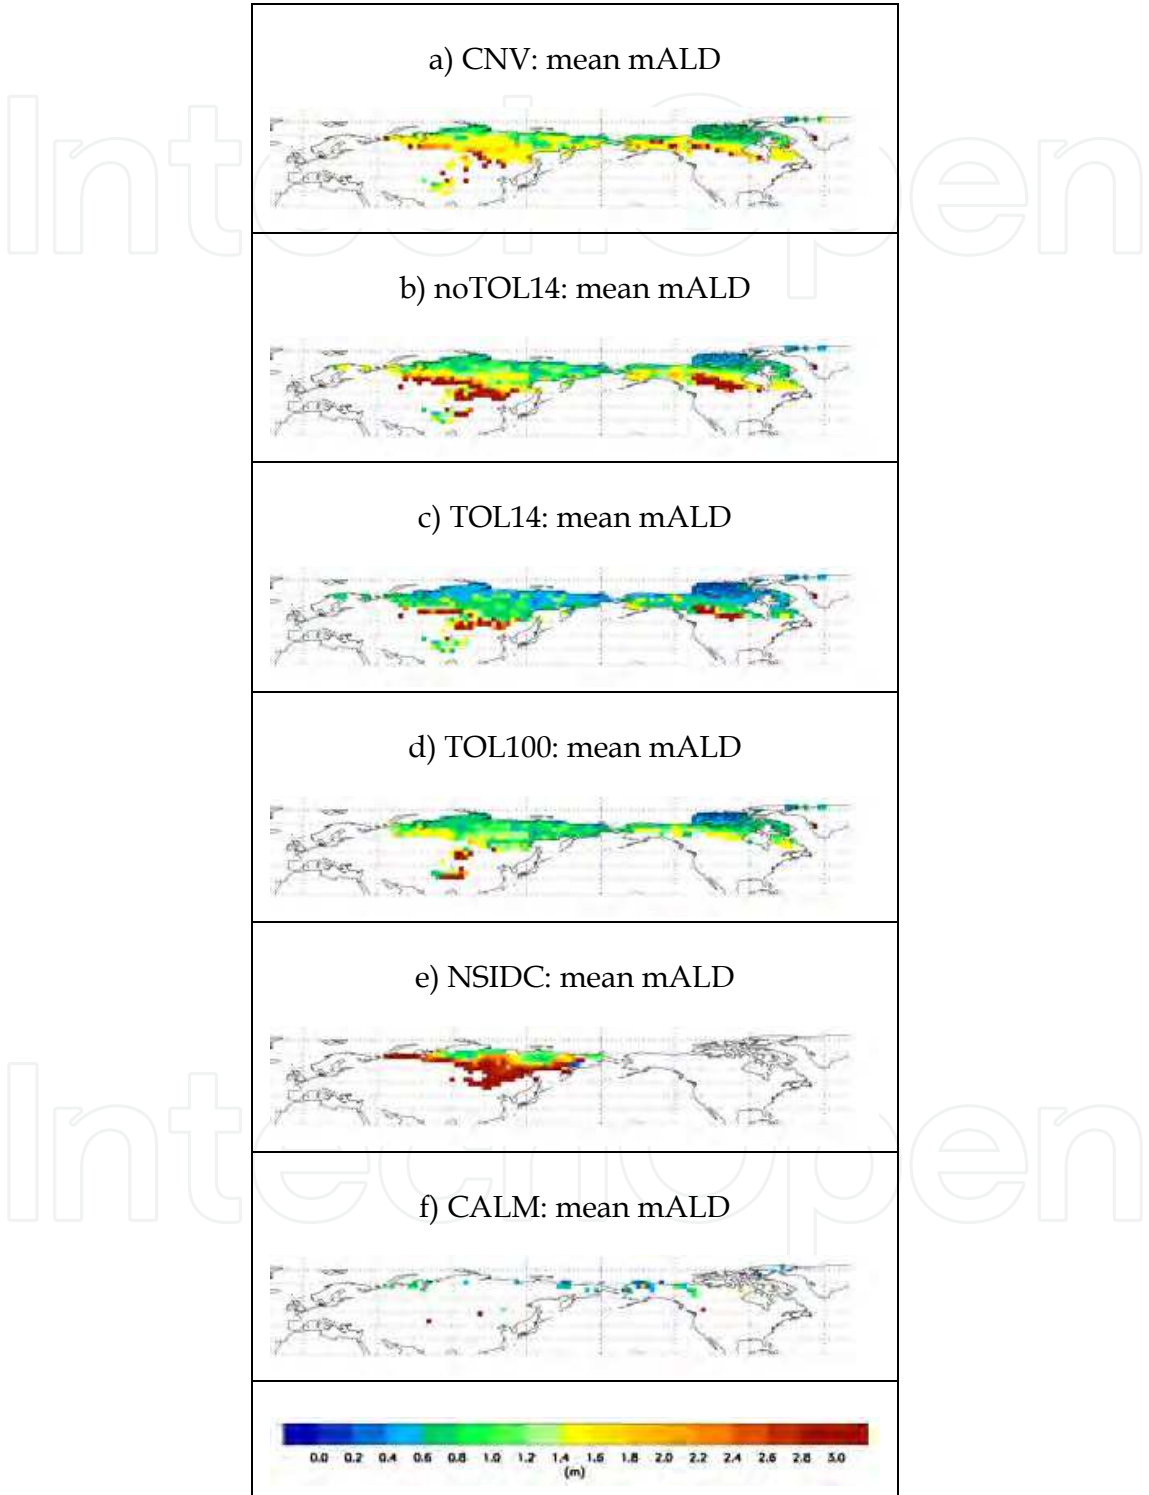 a) CNV: mean mALD
b) noTOL14: mean mALD
c) TOL14: mean mALD
d) TOL100: mean mALD
e) NSIDC: mean mALD
f) CALM: mean mALD
0.0 0.2 0.4 0.6 0.8 1.0 1.2 1.4 1.6 1.8 2.0 2.2 2.4 2.6 2.8 3.0
(m)
IntechOpen
IntechOpen